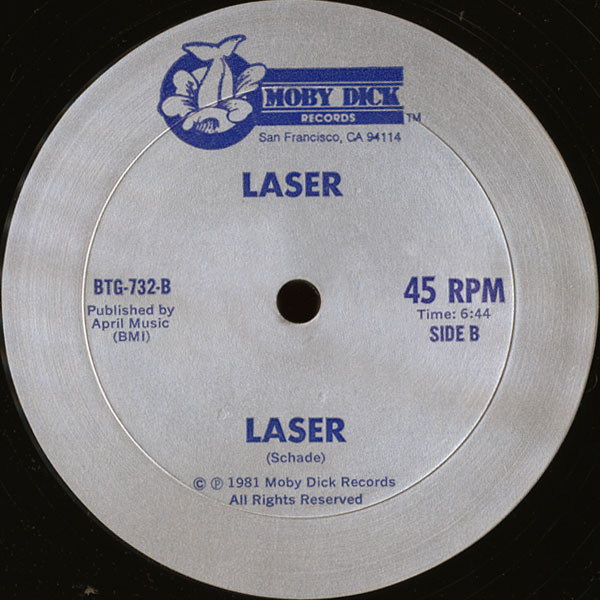 MOBY DICK
RECORDS
TM
San Francisco, CA 94114
LASER
BTG-732-B
Published by
April Music
(BMI)
45 RPM
Time: 6:44
SIDE B
LASER
(Schade)
© ℗ 1981 Moby Dick Records
All Rights Reserved